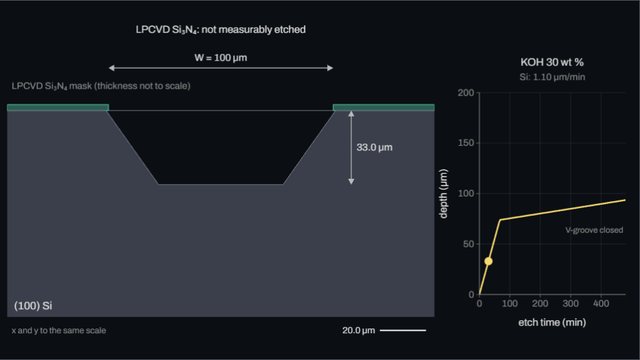 LPCVD Si₃N₄: not measurably etched
W = 100 µm
LPCVD Si₃N₄ mask (thickness not to scale)
33.0 µm
(100) Si
x and y to the same scale
20.0 µm
KOH 30 wt %
Si: 1.10 µm/min
200
150
100
50
0
depth (µm)
V-groove closed
0 100 200 300 400
etch time (min)